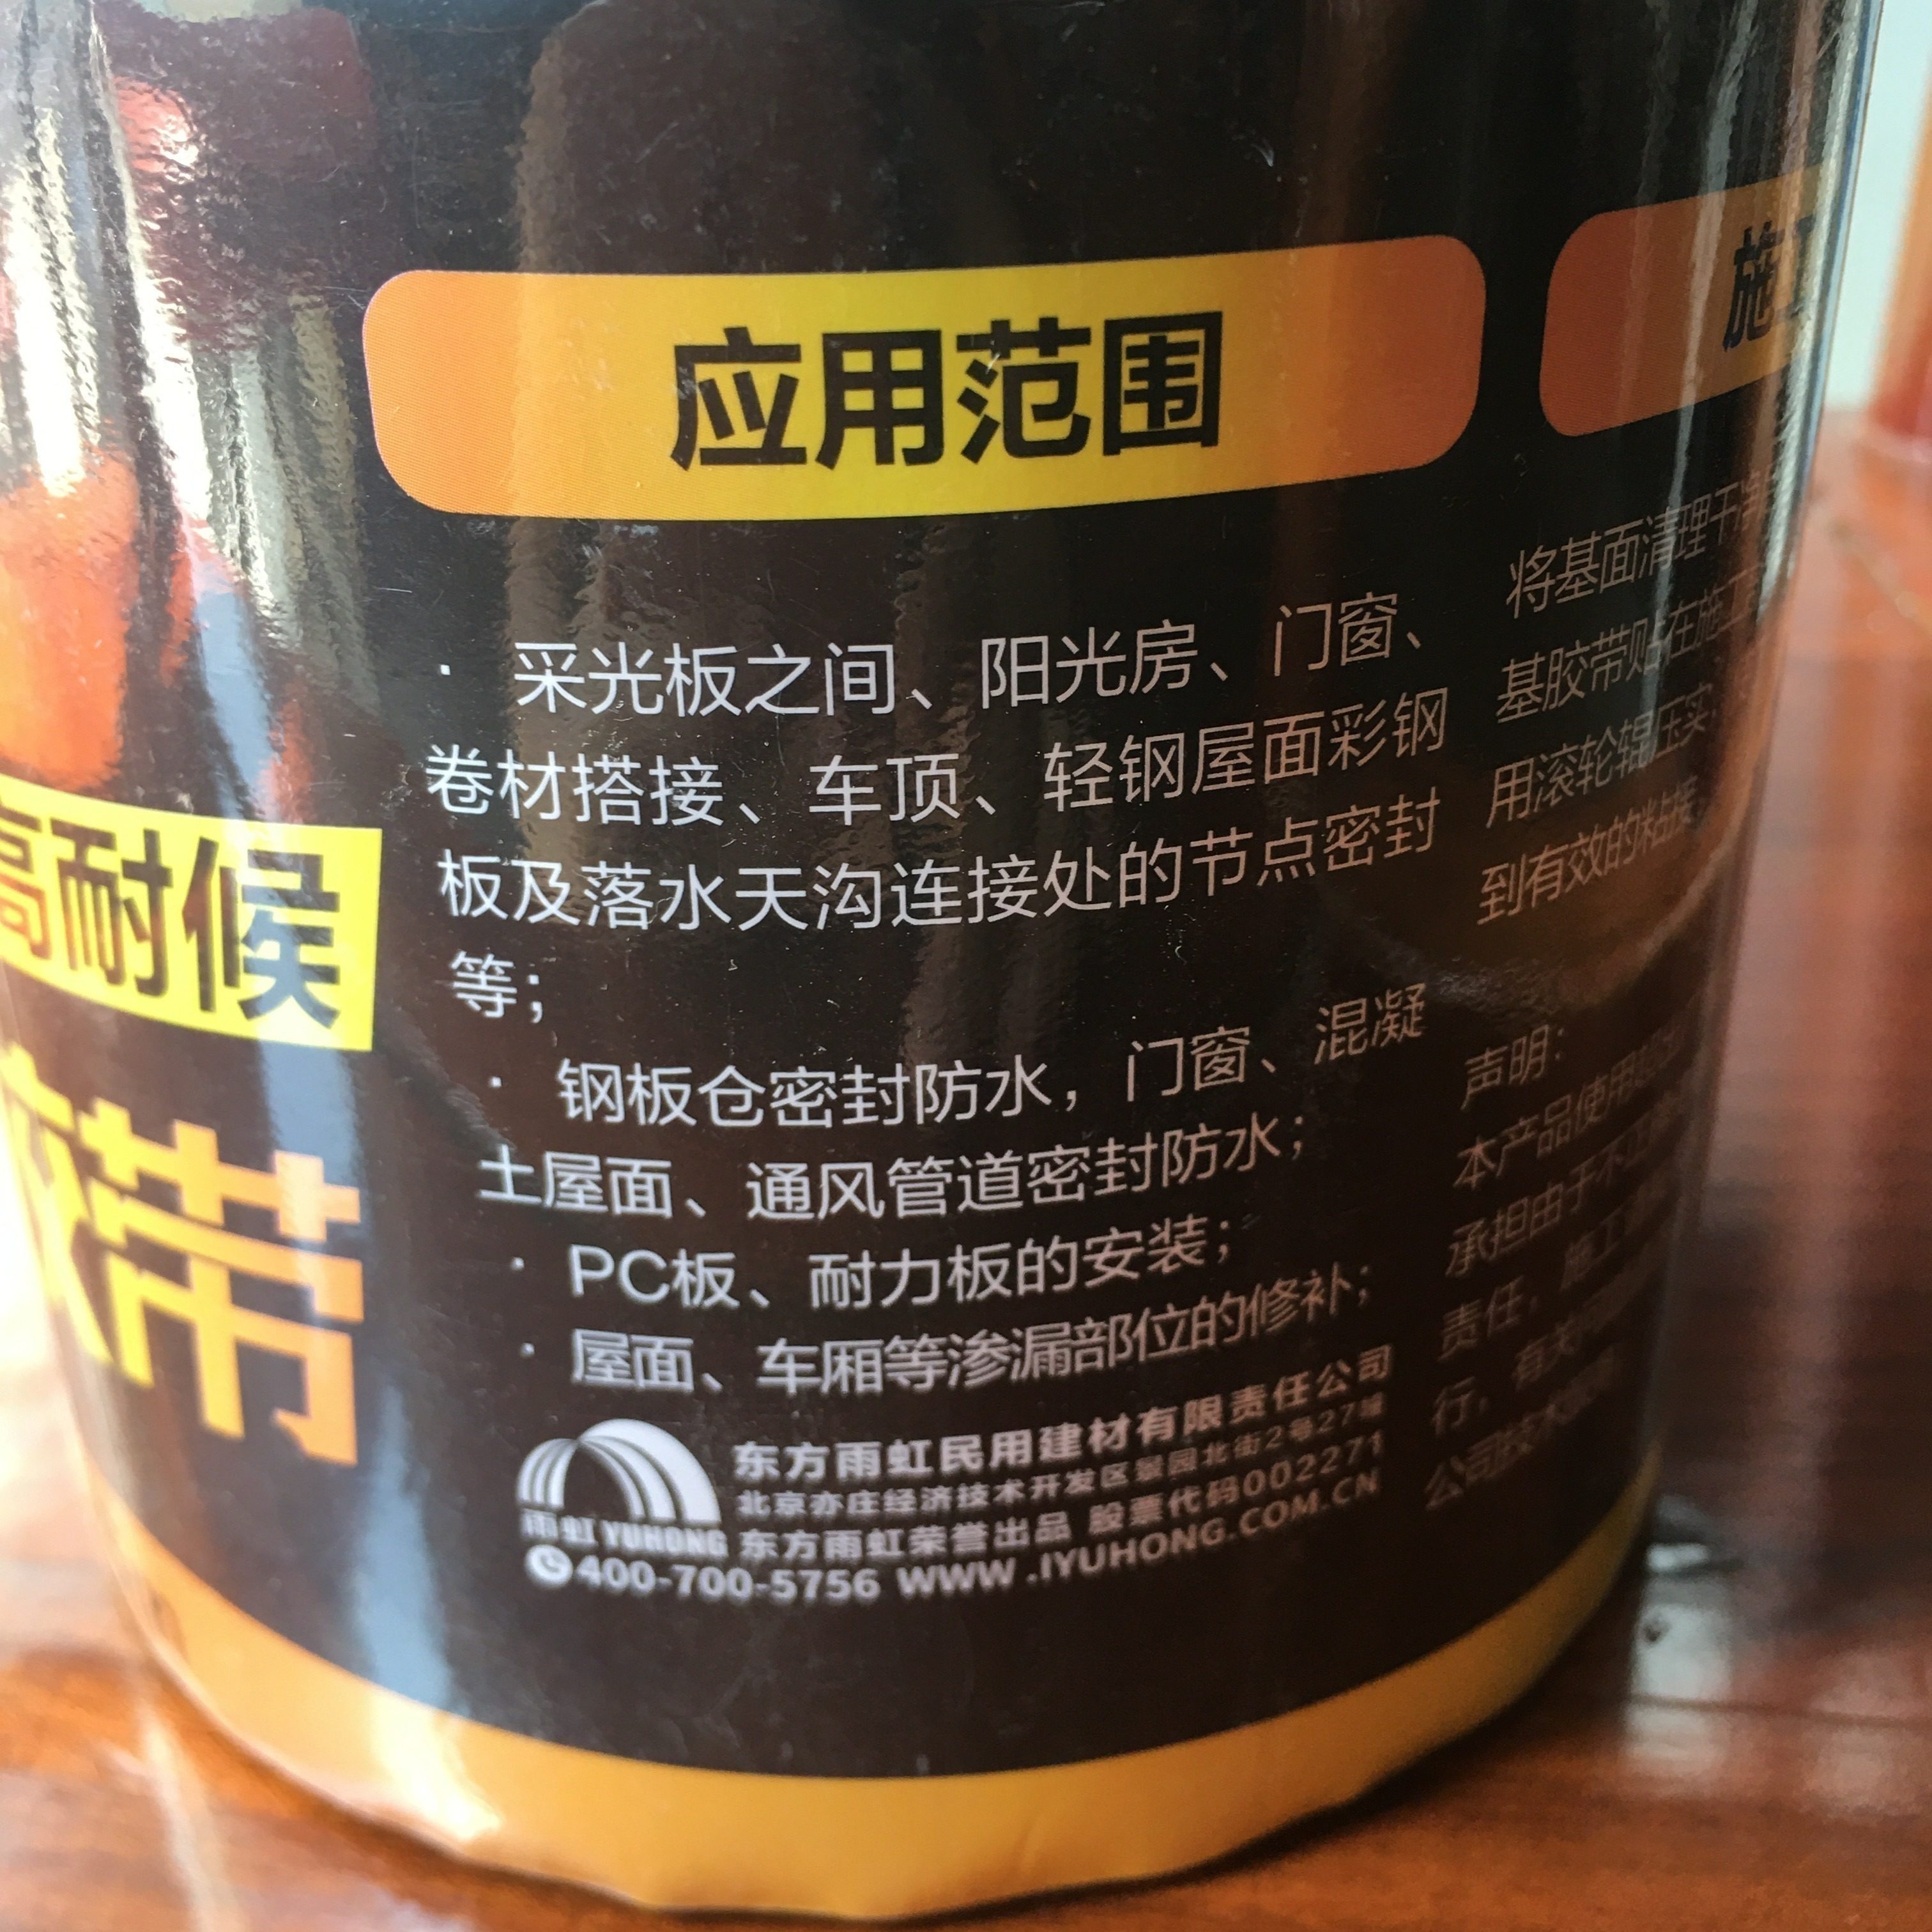 高耐候
胶带
应用范围
· 采光板之间、阳光房、门窗、
卷材搭接、车顶、轻钢屋面彩钢
板及落水天沟连接处的节点密封
等；
· 钢板仓密封防水，门窗、混凝
土屋面、通风管道密封防水；
· PC板、耐力板的安装；
· 屋面、车厢等渗漏部位的修补；
雨虹 YUHONG
东方雨虹民用建材有限责任公司
北京亦庄经济技术开发区景园北街2号27幢
东方雨虹荣誉出品 股票代码002271
400-700-5756 WWW.IYUHONG.COM.CN
施工
将基面清理干净
基胶带贴在施工
用滚轮辊压实
到有效的粘接
声明：
本产品使用
承担由于不
责任，施工
行，有关
公司技术